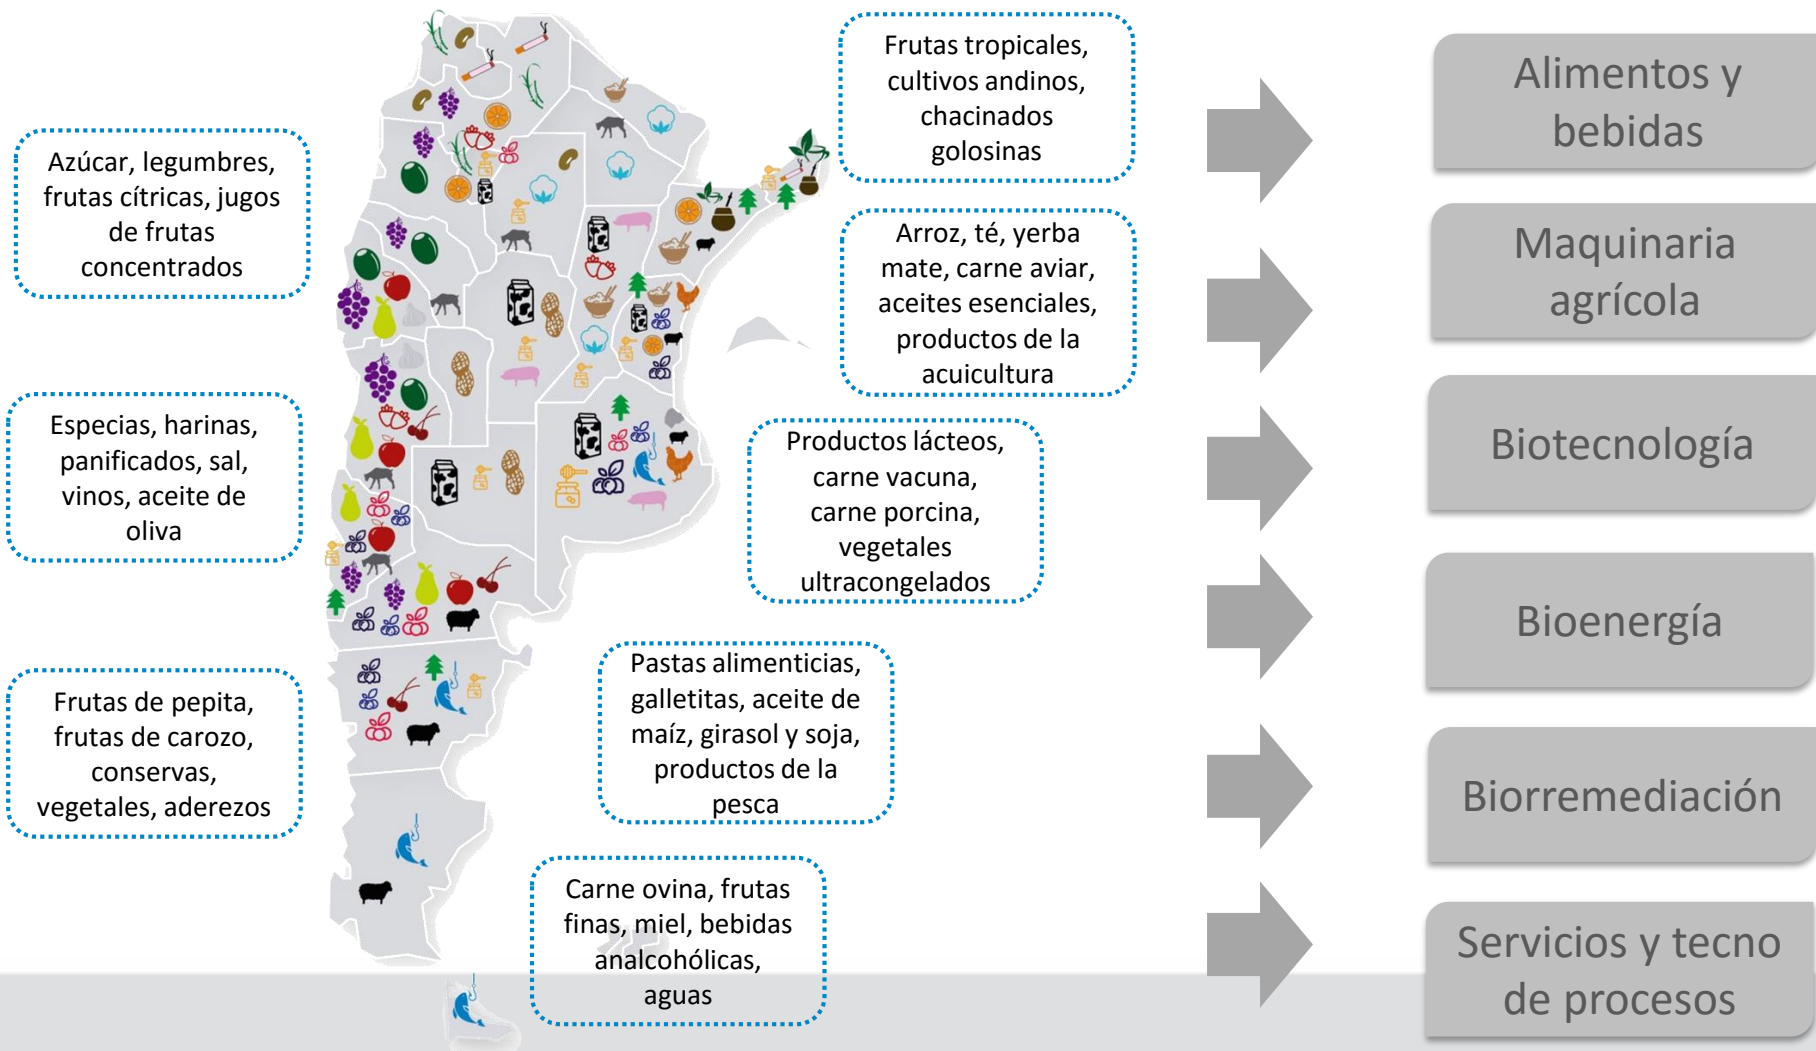 Azúcar, legumbres,
frutas cítricas, jugos
de frutas
concentrados
Especias, harinas,
panificados, sal,
vinos, aceite de
oliva
Frutas de pepita,
frutas de carozo,
conservas,
vegetales, aderezos
Frutas tropicales,
cultivos andinos,
chacinados
golosinas
Arroz, té, yerba
mate, carne aviar,
aceites esenciales,
productos de la
acuicultura
Productos lácteos,
carne vacuna,
carne porcina,
vegetales
ultracongelados
Pastas alimenticias,
galletitas, aceite de
maíz, girasol y soja,
productos de la
pesca
Carne ovina, frutas
finas, miel, bebidas
analcohólicas,
aguas
Alimentos y
bebidas
Maquinaria
agrícola
Biotecnología
Bioenergía
Biorremediación
Servicios y tecno
de procesos